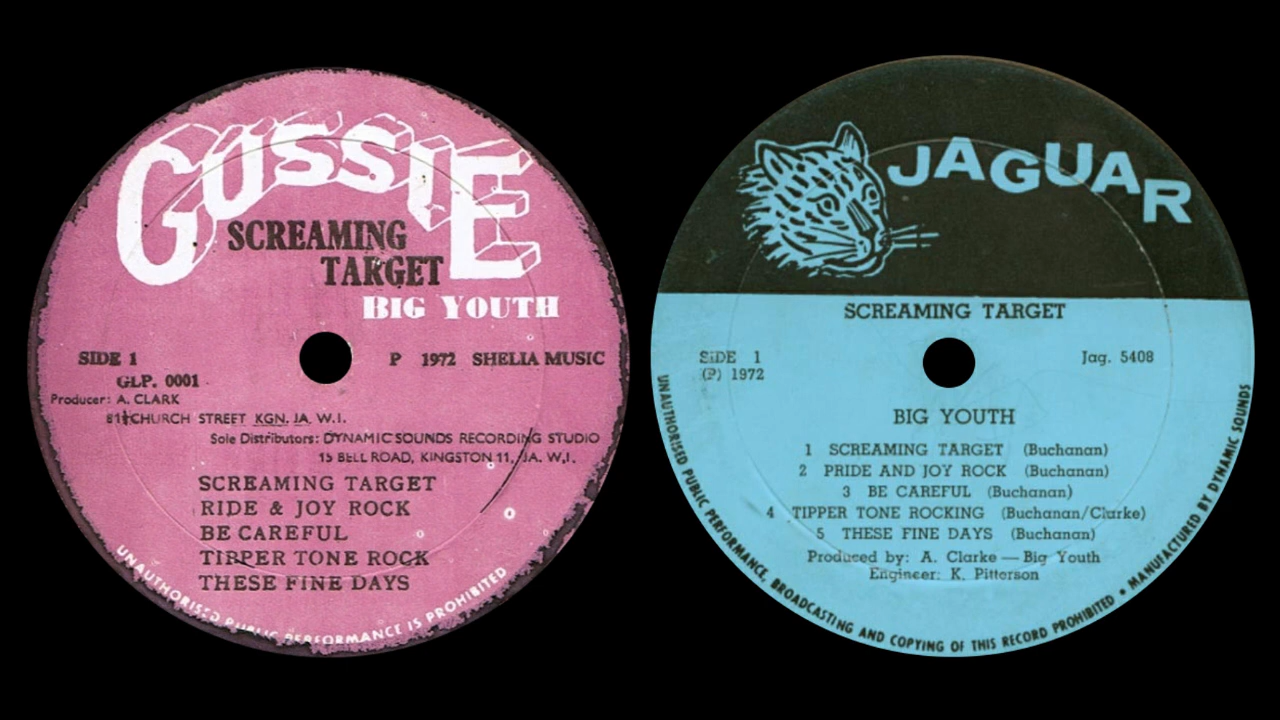 GUSSIE
SCREAMING
TARGET
BIG YOUTH
SIDE 1
P 1972 SHELIA MUSIC
GLP. 0001
Producer: A. CLARK
81½ CHURCH STREET KGN. JA. W.I.
Sole Distributors: DYNAMIC SOUNDS RECORDING STUDIO
15 BELL ROAD, KINGSTON 11, JA. W.I.
SCREAMING TARGET
RIDE & JOY ROCK
BE CAREFUL
TIPPER TONE ROCK
THESE FINE DAYS
UNAUTHORISED PUBLIC PERFORMANCE IS PROHIBITED
JAGUAR
SCREAMING TARGET
SIDE 1
(P) 1972
Jag. 5408
BIG YOUTH
1 SCREAMING TARGET (Buchanan)
2 PRIDE AND JOY ROCK (Buchanan)
3 BE CAREFUL (Buchanan)
4 TIPPER TONE ROCKING (Buchanan/Clarke)
5 THESE FINE DAYS (Buchanan)
Produced by: A. Clarke — Big Youth
Engineer: K. Pitterson
UNAUTHORISED PUBLIC PERFORMANCE, BROADCASTING AND COPYING OF THIS RECORD PROHIBITED • MANUFACTURED BY DYNAMIC SOUNDS